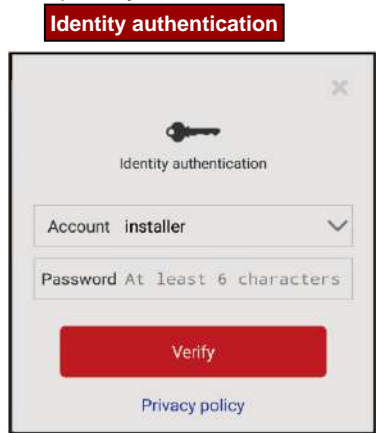 Identity authentication
Identity authentication
Account installer
Password At least 6 characters
Verify
Privacy policy